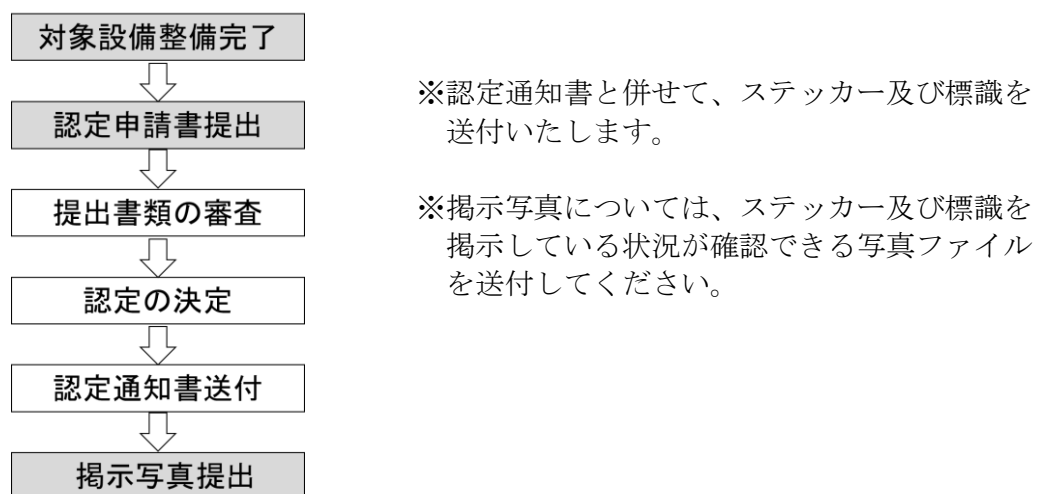 対象設備整備完了
認定申請書提出
提出書類の審査
認定の決定
認定通知書送付
掲示写真提出
※認定通知書と併せて、ステッカー及び標識を
送付いたします。
※掲示写真については、ステッカー及び標識を
掲示している状況が確認できる写真ファイル
を送付してください。